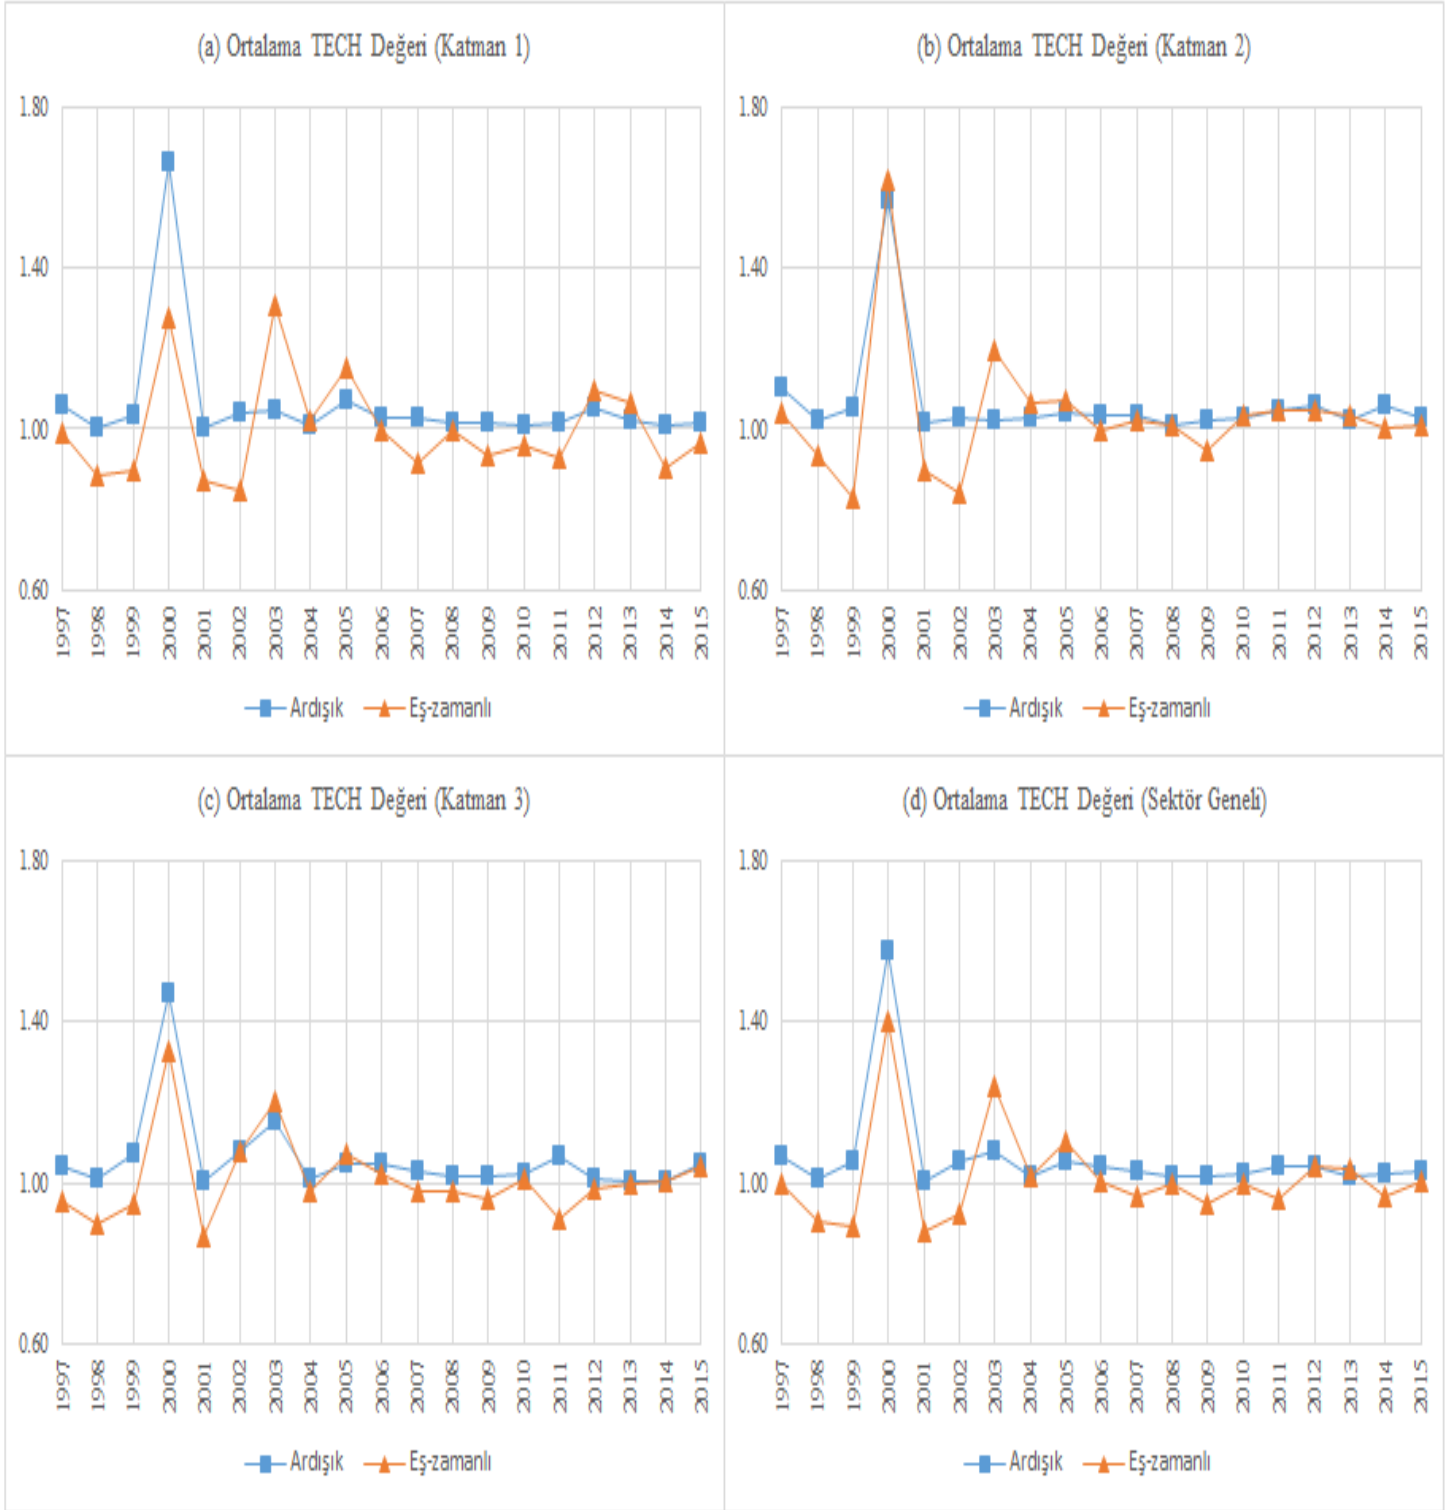 (a) Ortalama TECH Değeri (Katman 1)
1.80
1.40
1.00
0.60
1997 1998 1999 2000 2001 2002 2003 2004 2005 2006 2007 2008 2009 2010 2011 2012 2013 2014 2015
Ardışık Eş-zamanlı
(b) Ortalama TECH Değeri (Katman 2)
1.80
1.40
1.00
0.60
1997 1998 1999 2000 2001 2002 2003 2004 2005 2006 2007 2008 2009 2010 2011 2012 2013 2014 2015
Ardışık Eş-zamanlı
(c) Ortalama TECH Değeri (Katman 3)
1.80
1.40
1.00
0.60
1997 1998 1999 2000 2001 2002 2003 2004 2005 2006 2007 2008 2009 2010 2011 2012 2013 2014 2015
Ardışık Eş-zamanlı
(d) Ortalama TECH Değeri (Sektör Geneli)
1.80
1.40
1.00
0.60
1997 1998 1999 2000 2001 2002 2003 2004 2005 2006 2007 2008 2009 2010 2011 2012 2013 2014 2015
Ardışık Eş-zamanlı